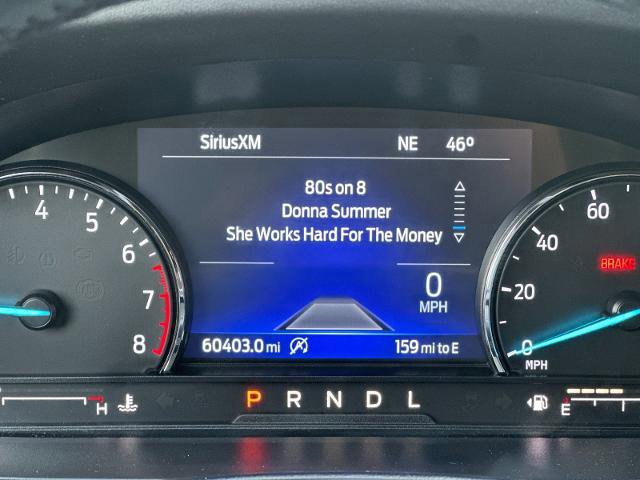 SiriusXM NE 46º
80s on 8
Donna Summer
She Works Hard For The Money
4 5 6 7 8
0
MPH
60403.0 mi 159 mi to E
0 20 40 60
BRAKE
MPH
H P R N D L E